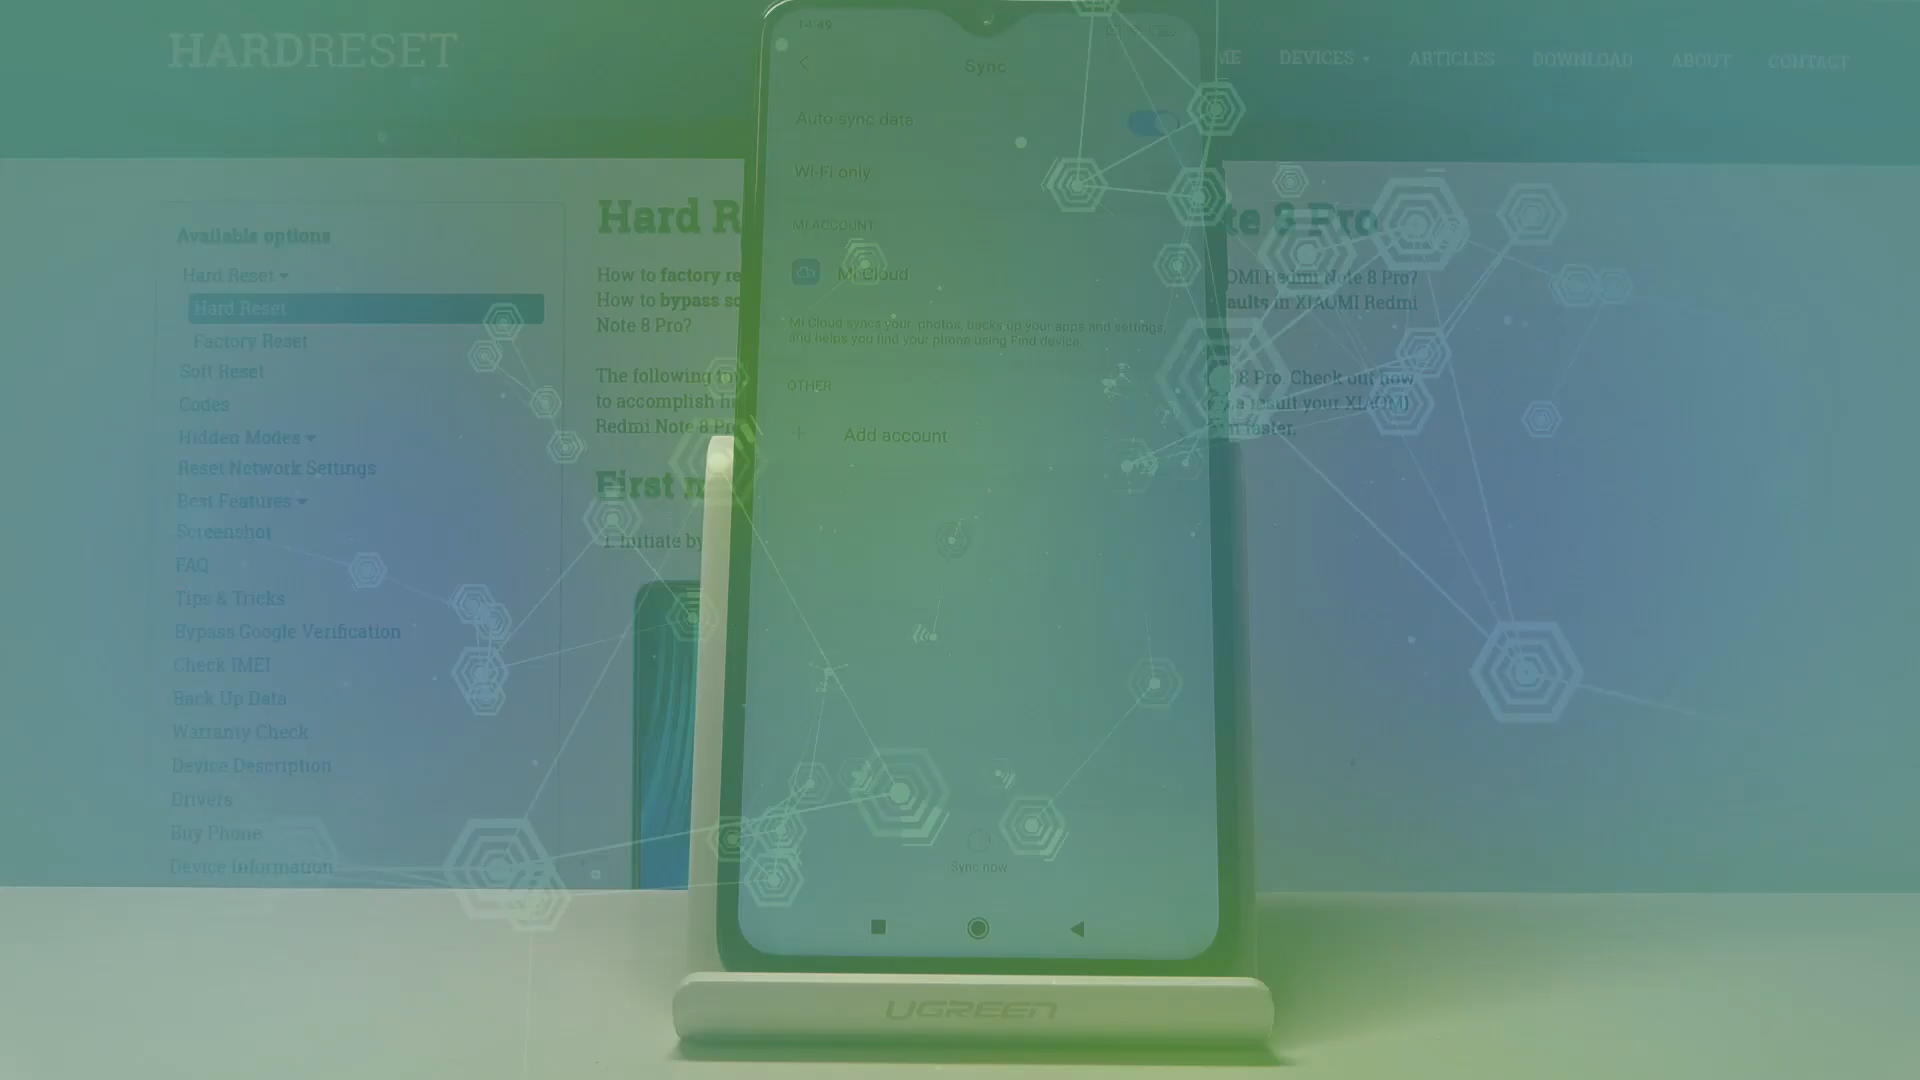 HARDRESET
DEVICES
ARTICLES
DOWNLOAD
ABOUT
CONTACT
Available options
Hard Reset
Hard Reset
Factory Reset
Soft Reset
Codes
Hidden Modes
Reset Network Settings
Best Features
Screenshot
FAQ
Tips & Tricks
Bypass Google Verification
Check IMEI
Back Up Data
Warranty Check
Device Description
Drivers
Buy Phone
Device Information
Hard R
te 8 Pro
How to factory re
OMI Redmi Note 8 Pro?
How to bypass sc
aults in XIAOMI Redmi
Note 8 Pro?
The following tut
8 Pro. Check out how
to accomplish ha
a result your XIAOMI
Redmi Note 8 Pro
n faster.
First m
1. Initiate by
14:49
Sync
Auto-sync data
Wi-Fi only
MI ACCOUNT
Mi Cloud
Mi Cloud syncs your photos, backs up your apps and settings,
and helps you find your phone using Find device.
OTHER
+ Add account
Sync now
UGREEN